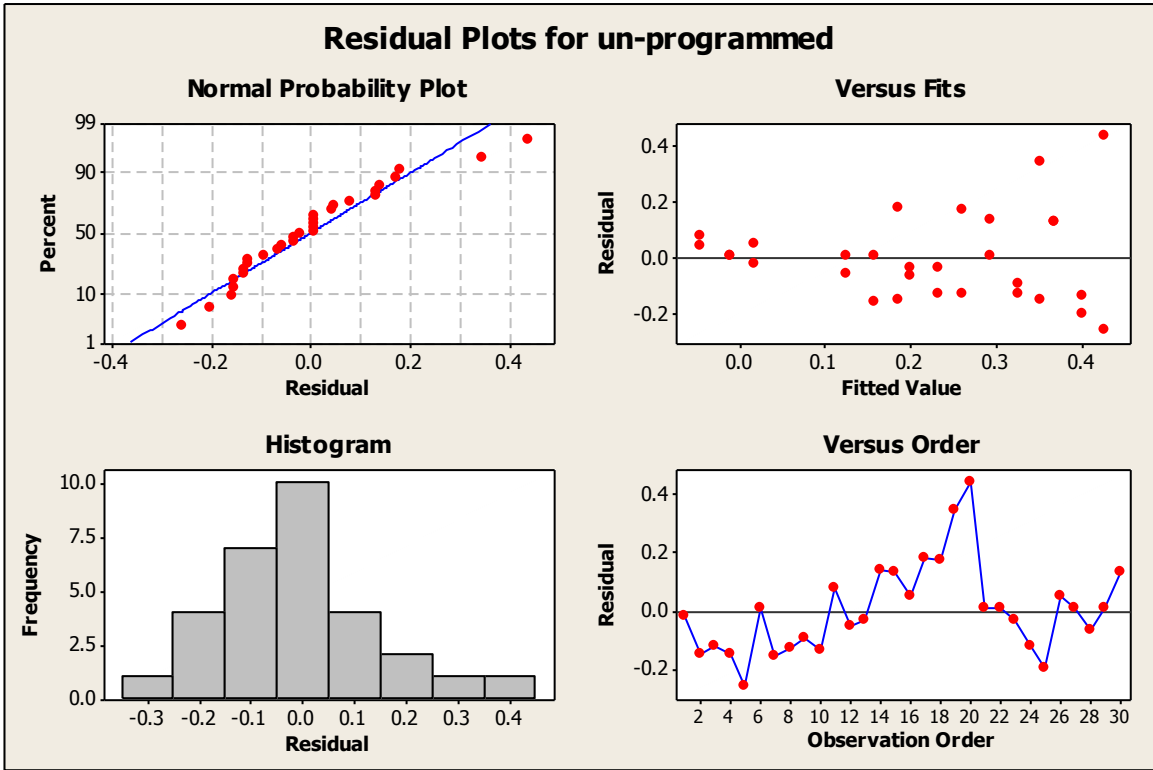 Residual Plots for un-programmed
Normal Probability Plot
99
90
50
10
1
Percent
-0.4 -0.2 0.0 0.2 0.4
Residual
Versus Fits
0.4
0.2
0.0
-0.2
Residual
0.0 0.1 0.2 0.3 0.4
Fitted Value
Histogram
10.0
7.5
5.0
2.5
0.0
Frequency
-0.3 -0.2 -0.1 0.0 0.1 0.2 0.3 0.4
Residual
Versus Order
0.4
0.2
0.0
-0.2
Residual
2 4 6 8 10 12 14 16 18 20 22 24 26 28 30
Observation Order